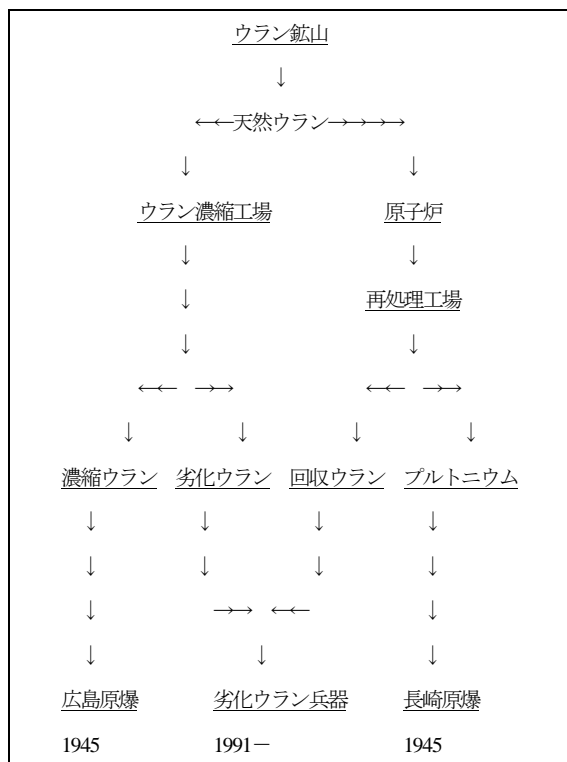 ウラン鉱山
↓
←←天然ウラン→→→→
↓ ↓
ウラン濃縮工場 原子炉
↓ ↓
↓ 再処理工場
↓ ↓
←← →→ ←← →→
↓ ↓ ↓ ↓
濃縮ウラン 劣化ウラン 回収ウラン プルトニウム
↓ ↓ ↓ ↓
↓ ↓ ↓ ↓
↓ →→ ←← ↓
↓ ↓ ↓
広島原爆 劣化ウラン兵器 長崎原爆
1945 1991－ 1945